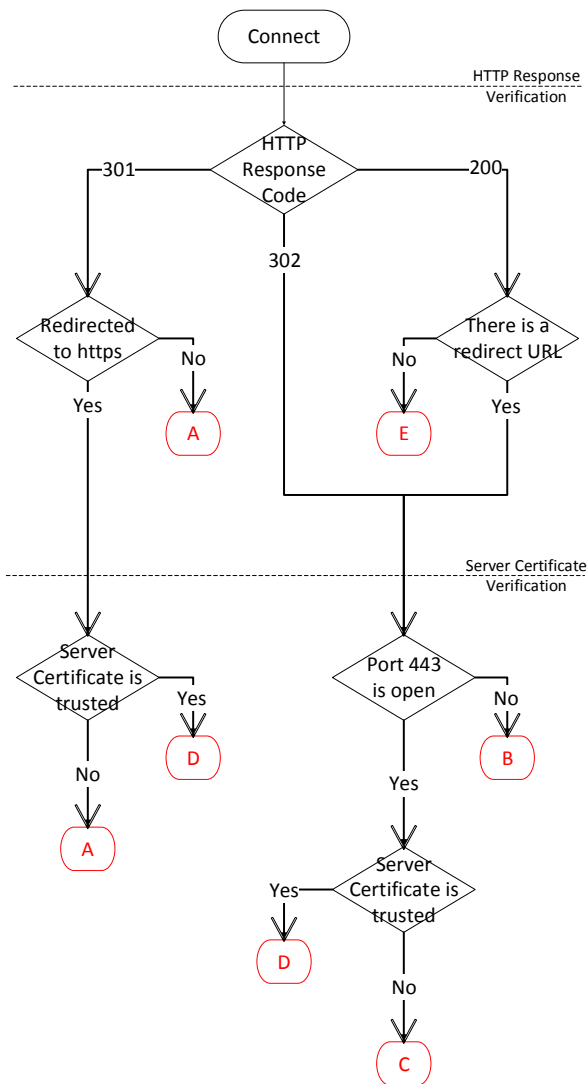 Connect
HTTP Response
Verification
HTTP
Response
Code
301
200
302
Redirected
to https
No
Yes
A
There is a
redirect URL
No
Yes
E
Server Certificate
Verification
Server
Certificate is
trusted
Yes
No
D
A
Port 443
is open
No
Yes
B
Server
Certificate is
trusted
Yes
D
No
C